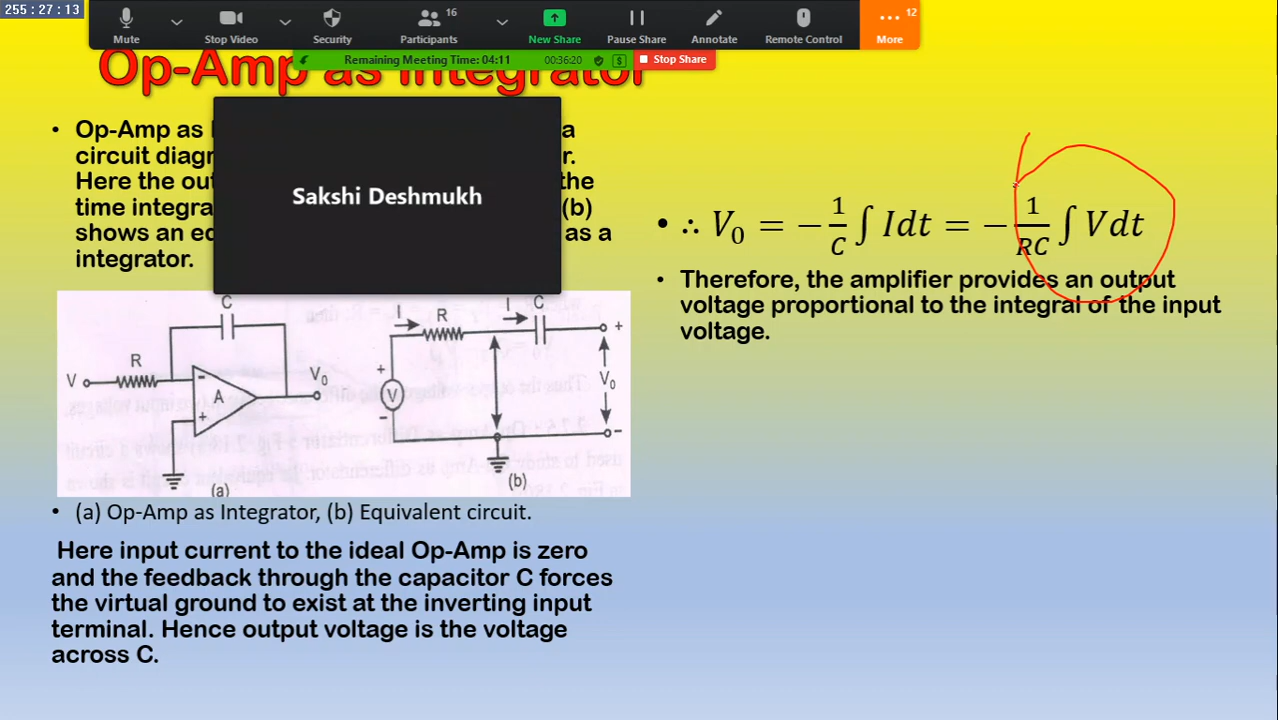 255:27:13
Mute
Stop Video
Security
16
Participants
New Share
Pause Share
Annotate
Remote Control
12
More
Remaining Meeting Time: 04:11
00:36:20
Stop Share
Op-Amp as Integrator
Sakshi Deshmukh
• Op-Amp as a
circuit diag r.
Here the ou the
time integra (b)
shows an e as a
integrator.
C
R
V
-
A
+
V0
(a)
I
R
I
C
+
+
V
-
V0
-
(b)
• (a) Op-Amp as Integrator, (b) Equivalent circuit.
Here input current to the ideal Op-Amp is zero
and the feedback through the capacitor C forces
the virtual ground to exist at the inverting input
terminal. Hence output voltage is the voltage
across C.
• ∴ V₀ = −1/C ∫ Idt = −1/RC ∫ Vdt
• Therefore, the amplifier provides an output
voltage proportional to the integral of the input
voltage.